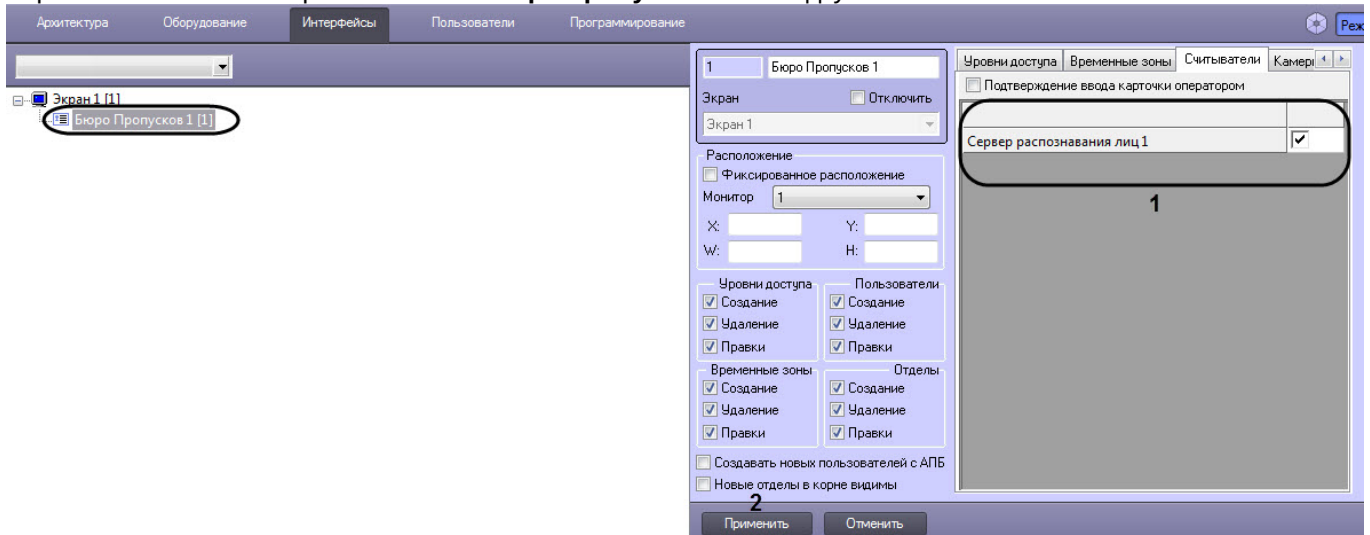 Архитектура Оборудование Интерфейсы Пользователи Программирование
Экран 1 [1]
Бюро Пропусков 1 [1]
1 Бюро Пропусков 1
Экран Отключить
Экран 1
Расположение
Фиксированное расположение
Монитор 1
X: Y:
W: H:
Уровни доступа Пользователи
Создание Создание
Удаление Удаление
Правки Правки
Временные зоны Отделы
Создание Создание
Удаление Удаление
Правки Правки
Создавать новых пользователей с АПБ
Новые отделы в корне видимы
2
Применить Отменить
Уровни доступа Временные зоны Считыватели
Подтверждение ввода карточки оператором
Сервер распознавания лиц 1
1